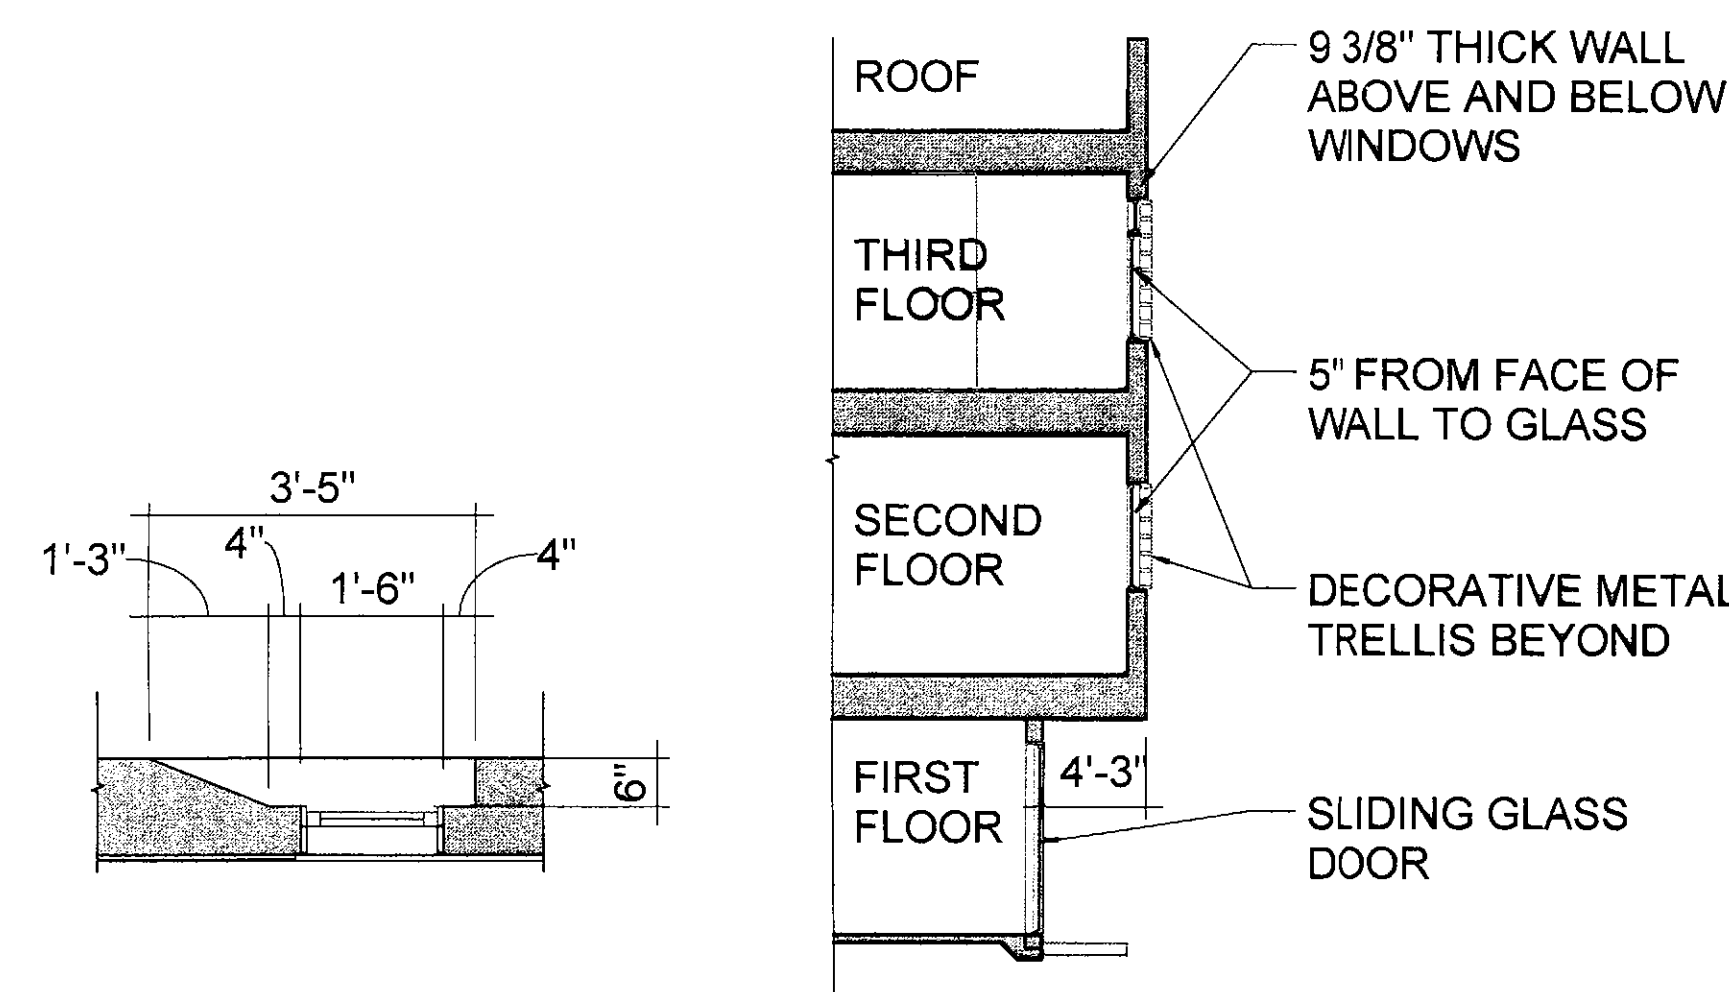 3'-5"
1'-3"
4"
1'-6"
4"
6"
ROOF
THIRD
FLOOR
SECOND
FLOOR
FIRST
FLOOR
4'-3"
9 3/8" THICK WALL
ABOVE AND BELOW
WINDOWS
5" FROM FACE OF
WALL TO GLASS
DECORATIVE METAL
TRELLIS BEYOND
SLIDING GLASS
DOOR